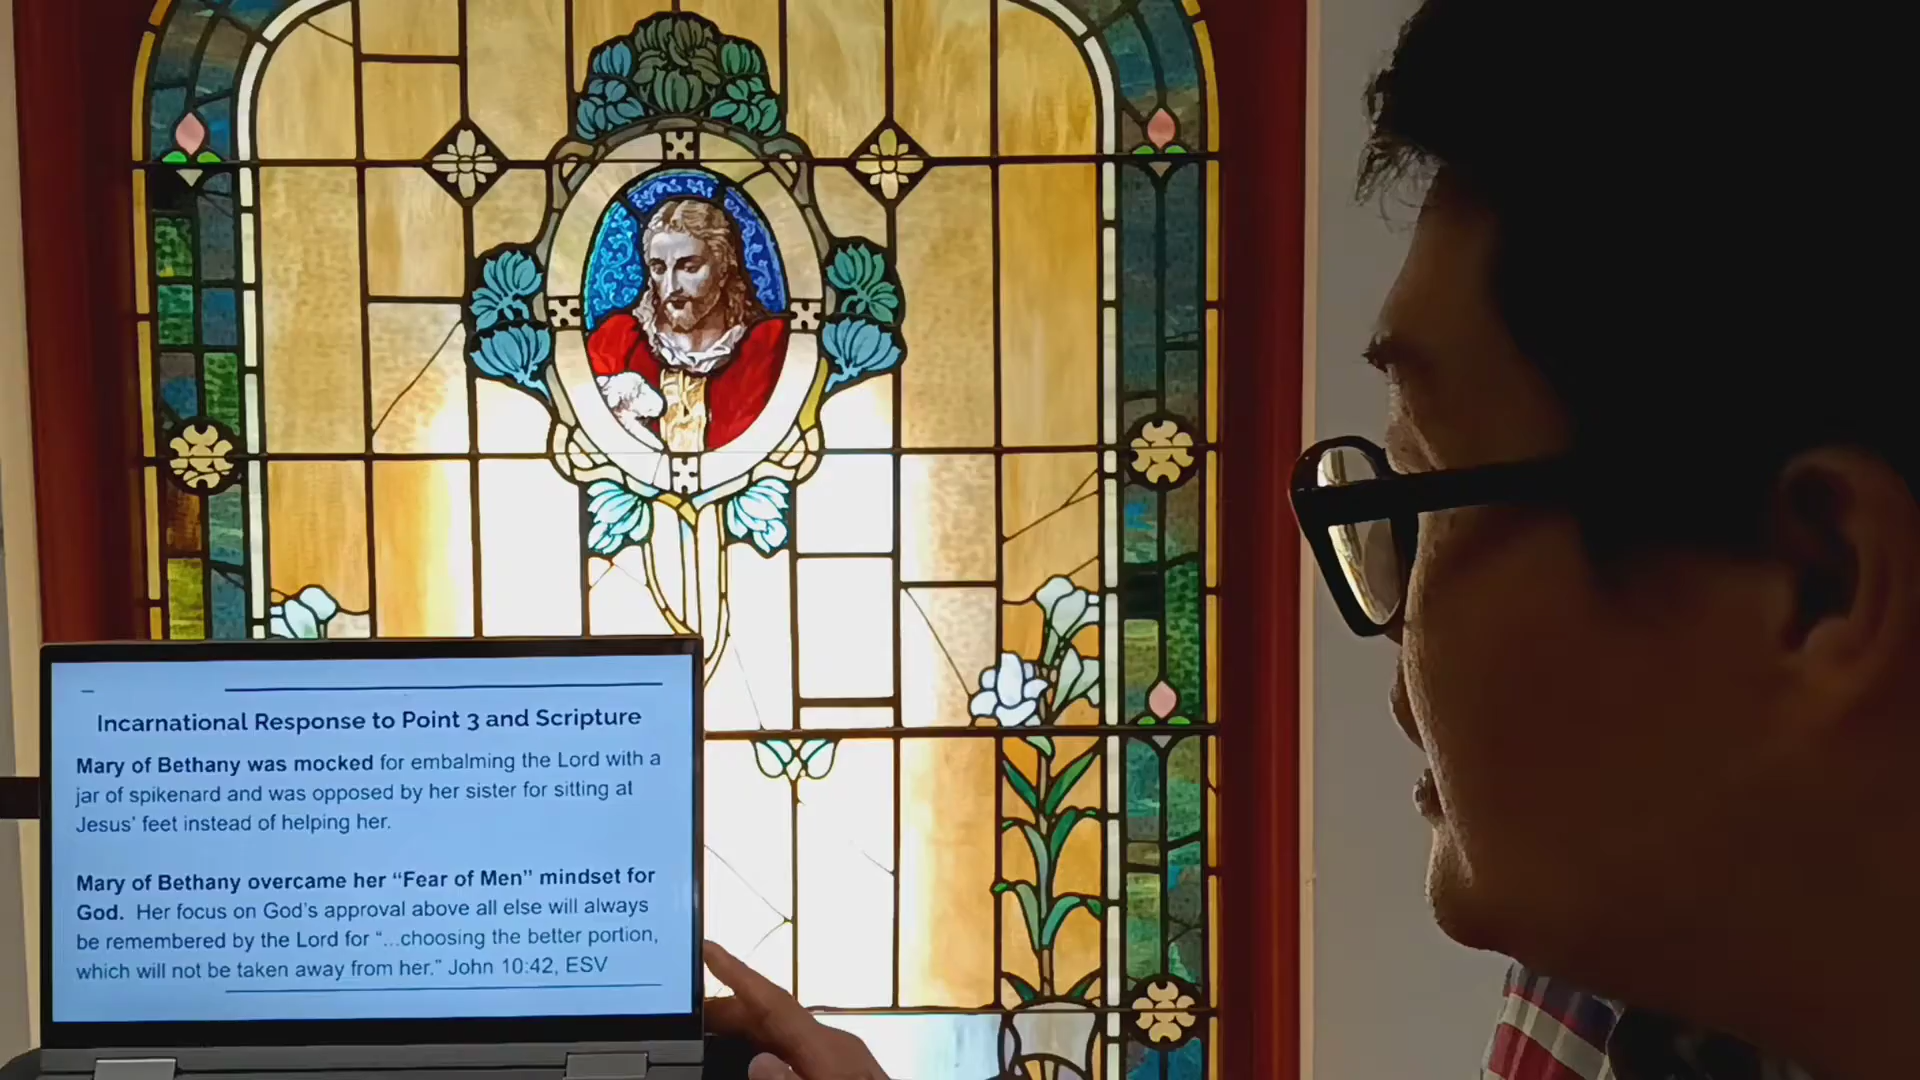 Incarnational Response to Point 3 and Scripture
Mary of Bethany was mocked for embalming the Lord with a
jar of spikenard and was opposed by her sister for sitting at
Jesus’ feet instead of helping her.
Mary of Bethany overcame her “Fear of Men” mindset for
God. Her focus on God’s approval above all else will always
be remembered by the Lord for “...choosing the better portion,
which will not be taken away from her.” John 10:42, ESV